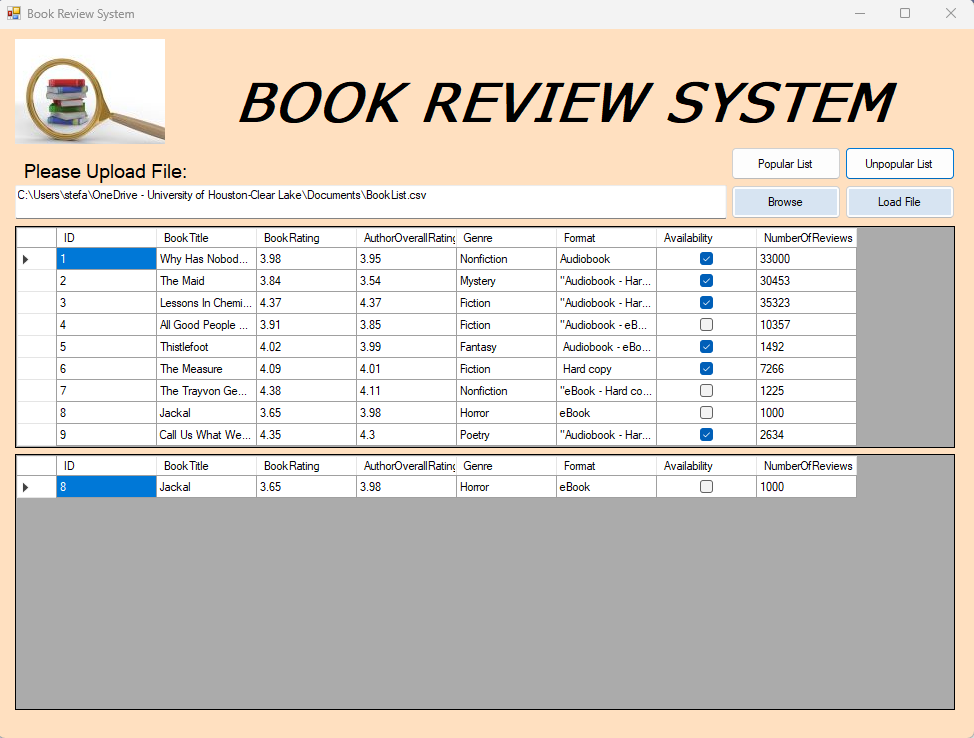 Book Review System
BOOK REVIEW SYSTEM
Please Upload File:
Popular List Unpopular List
C:\Users\stefa\OneDrive - University of Houston-Clear Lake\Documents\BookList.csv
Browse Load File
ID BookTitle BookRating AuthorOverallRating Genre Format Availability NumberOfReviews
1 Why Has Nobod... 3.98 3.95 Nonfiction Audiobook 33000
2 The Maid 3.84 3.54 Mystery "Audiobook - Har... 30453
3 Lessons In Chemi... 4.37 4.37 Fiction "Audiobook - Har... 35323
4 All Good People ... 3.91 3.85 Fiction "Audiobook - eB... 10357
5 Thistlefoot 4.02 3.99 Fantasy Audiobook - eBo... 1492
6 The Measure 4.09 4.01 Fiction Hard copy 7266
7 The Trayvon Ge... 4.38 4.11 Nonfiction "eBook - Hard co... 1225
8 Jackal 3.65 3.98 Horror eBook 1000
9 Call Us What We... 4.35 4.3 Poetry "Audiobook - Har... 2634
ID BookTitle BookRating AuthorOverallRating Genre Format Availability NumberOfReviews
8 Jackal 3.65 3.98 Horror eBook 1000